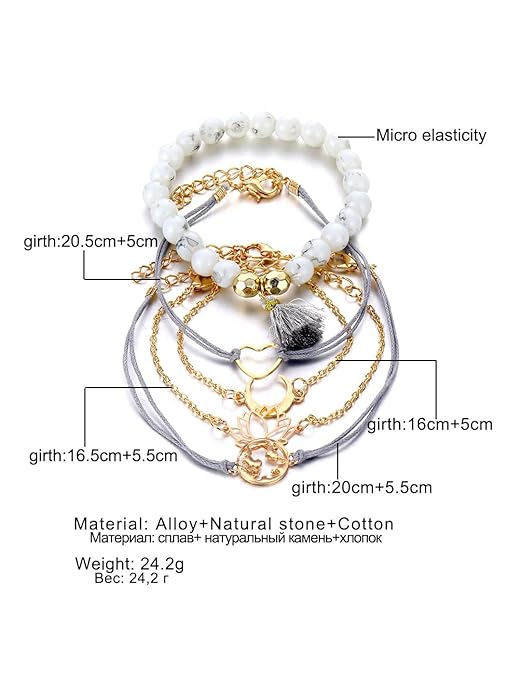 Micro elasticity
girth:20.5cm+5cm
girth:16cm+5cm
girth:16.5cm+5.5cm
girth:20cm+5.5cm
Material: Alloy+Natural stone+Cotton
Материал: сплав+ натуральный камень+хлопок
Weight: 24.2g
Вес: 24,2 г